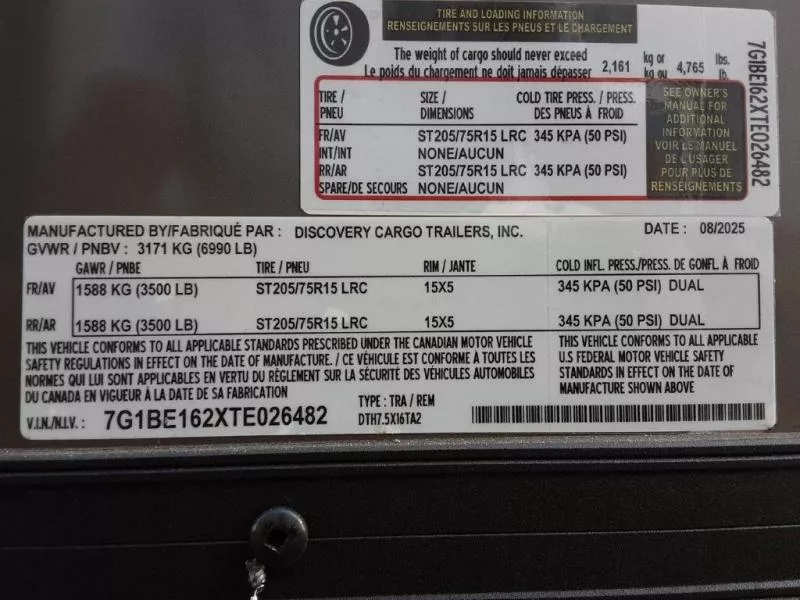 TIRE AND LOADING INFORMATION
RENSEIGNEMENTS SUR LES PNEUS ET LE CHARGEMENT
The weight of cargo should never exceed
Le poids du chargement ne doit jamais dépasser 2,161 kg or kg ou 4,765 lbs. lb.
TIRE / PNEU SIZE / DIMENSIONS COLD TIRE PRESS. / PRESS. DES PNEUS À FROID
FR/AV ST205/75R15 LRC 345 KPA (50 PSI)
INT/INT NONE/AUCUN
RR/AR ST205/75R15 LRC 345 KPA (50 PSI)
SPARE/DE SECOURS NONE/AUCUN
SEE OWNER'S
MANUAL FOR
ADDITIONAL
INFORMATION
VOIR LE MANUEL
DE L'USAGER
POUR PLUS DE
RENSEIGNEMENTS
7G1BE162XTE026482
MANUFACTURED BY/FABRIQUÉ PAR : DISCOVERY CARGO TRAILERS, INC. DATE : 08/2025
GVWR / PNBV : 3171 KG (6990 LB)
GAWR / PNBE TIRE / PNEU RIM / JANTE COLD INFL. PRESS./PRESS. DE GONFL À FROID
FR/AV 1588 KG (3500 LB) ST205/75R15 LRC 15X5 345 KPA (50 PSI) DUAL
RR/AR 1588 KG (3500 LB) ST205/75R15 LRC 15X5 345 KPA (50 PSI) DUAL
THIS VEHICLE CONFORMS TO ALL APPLICABLE STANDARDS PRESCRIBED UNDER THE CANADIAN MOTOR VEHICLE
SAFETY REGULATIONS IN EFFECT ON THE DATE OF MANUFACTURE. / CE VÉHICULE EST CONFORME À TOUTES LES
NORMES QUI LUI SONT APPLICABLES EN VERTU DU RÈGLEMENT SUR LA SÉCURITÉ DES VÉHICULES AUTOMOBILES
DU CANADA EN VIGUEUR À LA DATE DE SA FABRICATION
THIS VEHICLE CONFORMS TO ALL APPLICABLE
U.S FEDERAL MOTOR VEHICLE SAFETY
STANDARDS IN EFFECT ON THE DATE OF
MANUFACTURE SHOWN ABOVE
V.I.N./N.I.V.: 7G1BE162XTE026482
TYPE : TRA / REM
DTH7.5X16TA2